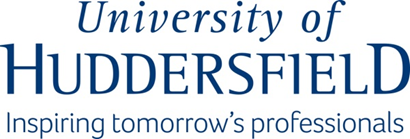 University of
HUDDERSFIELD
Inspiring tomorrow's professionals